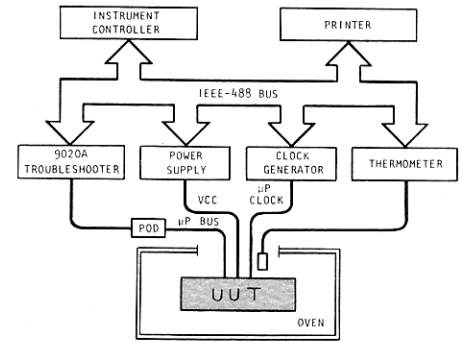 INSTRUMENT
CONTROLLER
PRINTER
IEEE-488 BUS
9020A
TROUBLESHOOTER
POWER
SUPPLY
CLOCK
GENERATOR
THERMOMETER
VCC
μP
CLOCK
POD
μP BUS
UUT
OVEN